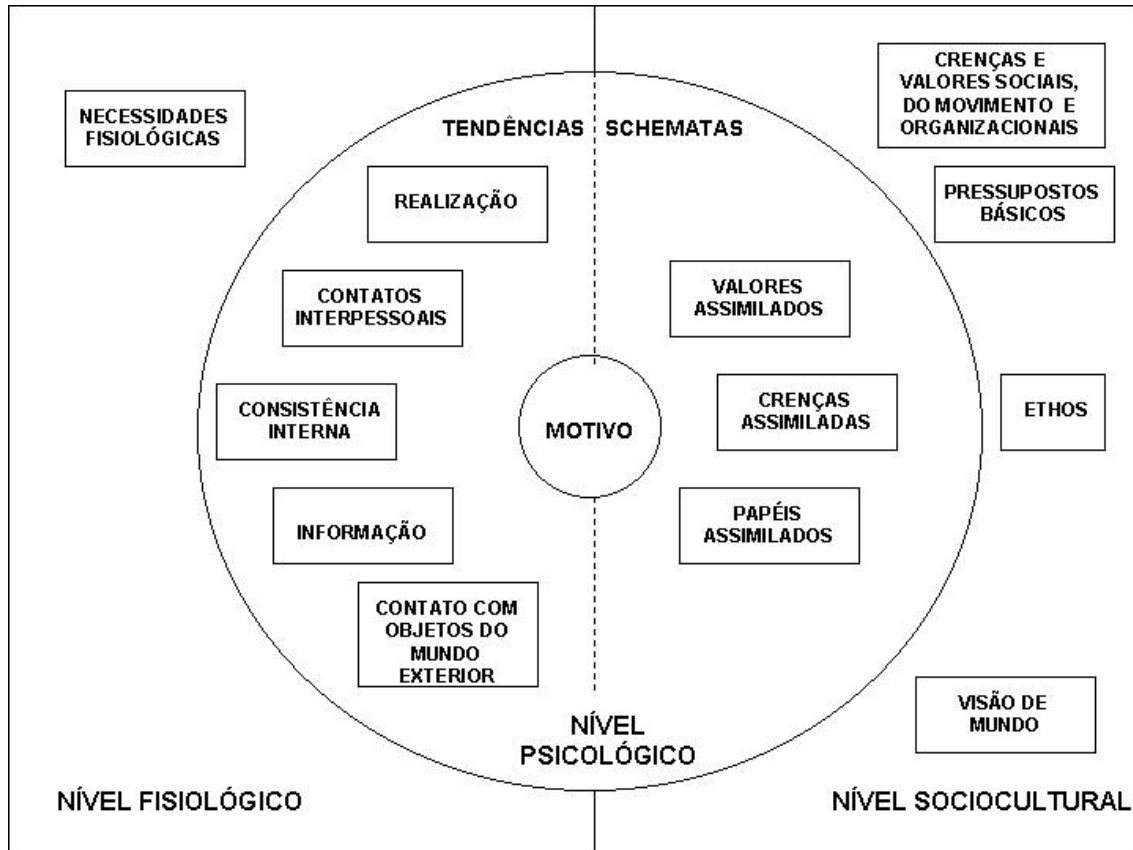 NECESSIDADES
FISIOLÓGICAS
CRENÇAS E
VALORES SOCIAIS,
DO MOVIMENTO E
ORGANIZACIONAIS
TENDÊNCIAS
SCHEMATAS
REALIZAÇÃO
PRESSUPOSTOS
BÁSICOS
CONTATOS
INTERPESSOAIS
VALORES
ASSIMILADOS
CONSISTÊNCIA
INTERNA
MOTIVO
CRENÇAS
ASSIMILADAS
ETHOS
INFORMAÇÃO
PAPÉIS
ASSIMILADOS
CONTATO COM
OBJETOS DO
MUNDO
EXTERIOR
VISÃO DE
MUNDO
NÍVEL
PSICOLÓGICO
NÍVEL FISIOLÓGICO
NÍVEL SOCIOCULTURAL